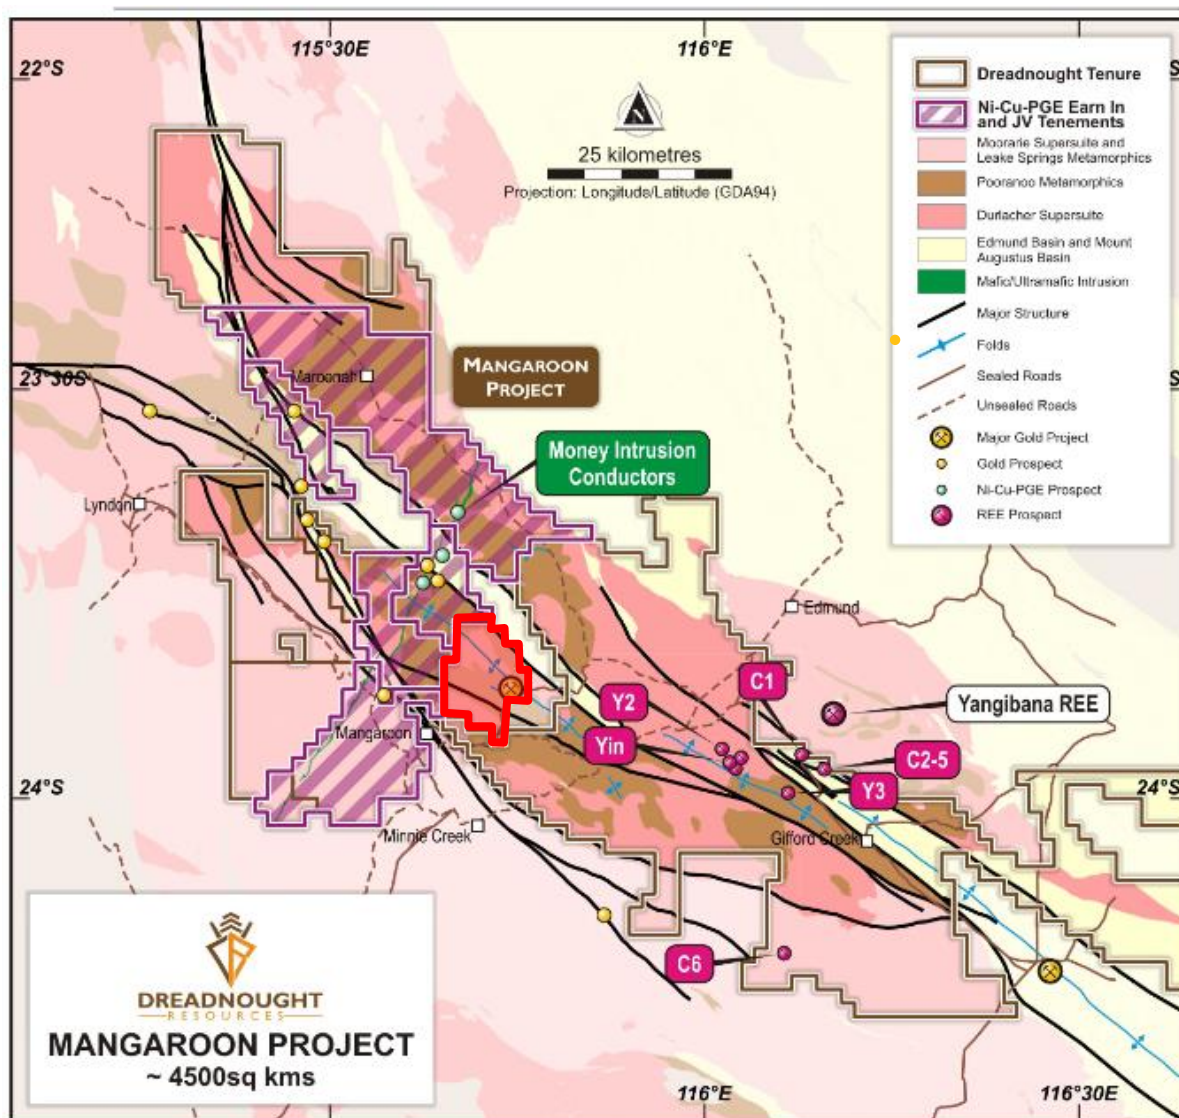 115°30'E
116°E
22°S
S
Dreadnought Tenure
Ni-Cu-PGE Earn In
and JV Tenements
Moorarie Supersuite and
Leake Springs Metamorphics
Pooranoo Metamorphics
Durlacher Supersuite
Edmund Basin and Mount
Augustus Basin
Mafic/Ultramafic Intrusion
Major Structure
Folds
Sealed Roads
Unsealed Roads
Major Gold Project
Gold Prospect
Ni-Cu-PGE Prospect
REE Prospect
N
25 kilometres
Projection: Longitude/Latitude (GDA94)
23°30'S
S
Maroonah
MANGAROON
PROJECT
Money Intrusion
Conductors
Lyndon
Edmund
C1
Y2
Yangibana REE
Mangaroon
Yin
C2-5
Y3
24°S
24°S
Minnie Creek
Gifford Creek
C6
DREADNOUGHT
RESOURCES
MANGAROON PROJECT
~ 4500sq kms
116°E
116°30'E